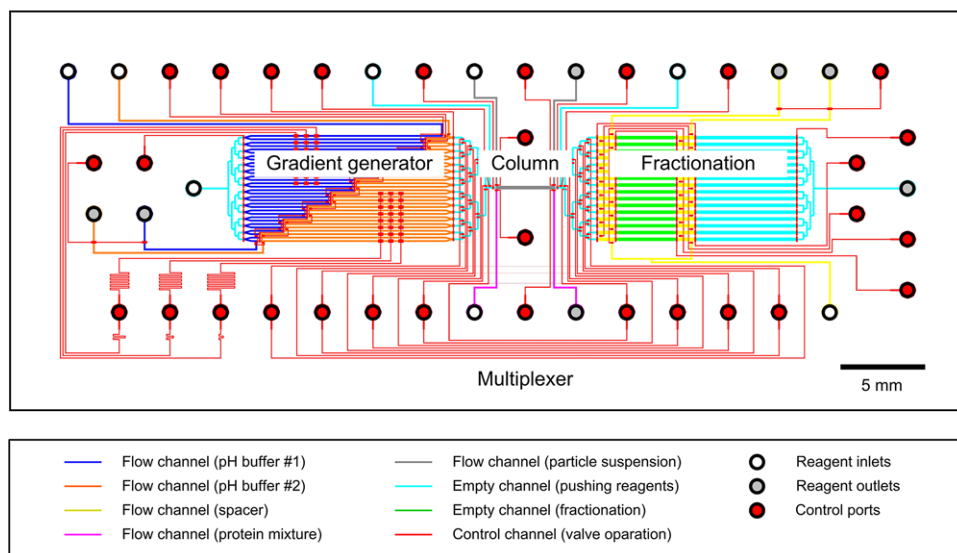 Gradient generator
Column
Fractionation
Multiplexer
5 mm
Flow channel (pH buffer #1)
Flow channel (pH buffer #2)
Flow channel (spacer)
Flow channel (protein mixture)
Flow channel (particle suspension)
Empty channel (pushing reagents)
Empty channel (fractionation)
Control channel (valve oparation)
Reagent inlets
Reagent outlets
Control ports